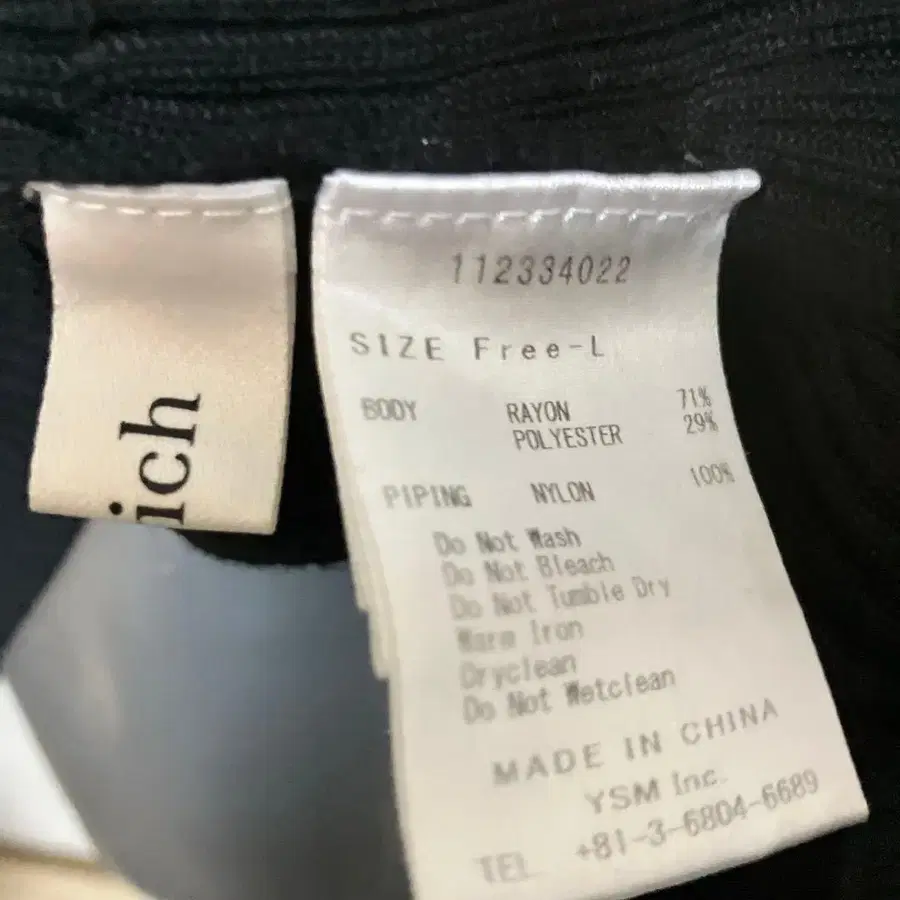 ich
112334022
SIZE Free-L
BODY RAYON 71%
POLYESTER 29%
PIPING NYLON 100%
Do Not Wash
Do Not Bleach
Do Not Tumble Dry
Warm Iron
Dryclean
Do Not Wetclean
MADE IN CHINA
YSM Inc.
TEL +81-3-6804-6689